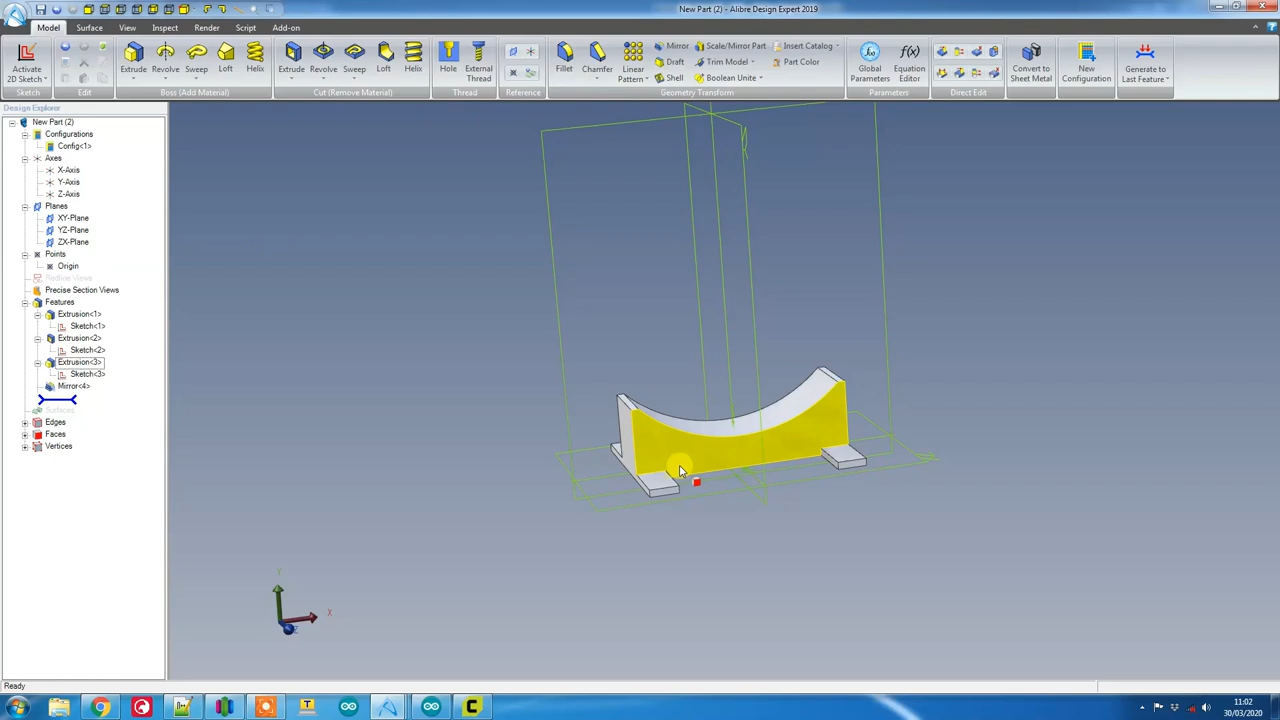 New Part (2) - Alibre Design Expert 2019
Model Surface View Inspect Render Script Add-on
Activate 2D Sketch
Sketch
Edit
Extrude Revolve Sweep Loft Helix
Boss (Add Material)
Extrude Revolve Sweep Loft Helix
Cut (Remove Material)
Hole External Thread
Thread
Reference
Fillet Chamfer Linear Pattern
Mirror Scale/Mirror Part Insert Catalog
Draft Trim Model Part Color
Shell Boolean Unite
Geometry Transform
Global Parameters Equation Editor
Parameters
Direct Edit
Convert to Sheet Metal
New Configuration
Generate to Last Feature
Design Explorer
New Part (2)
Configurations
Config<1>
Axes
X-Axis
Y-Axis
Z-Axis
Planes
XY-Plane
YZ-Plane
ZX-Plane
Points
Origin
Redline Views
Precise Section Views
Features
Extrusion<1>
Sketch<1>
Extrusion<2>
Sketch<2>
Extrusion<3>
Sketch<3>
Mirror<4>
Surfaces
Edges
Faces
Vertices
Y
X
Z
Ready
11:02
30/03/2020